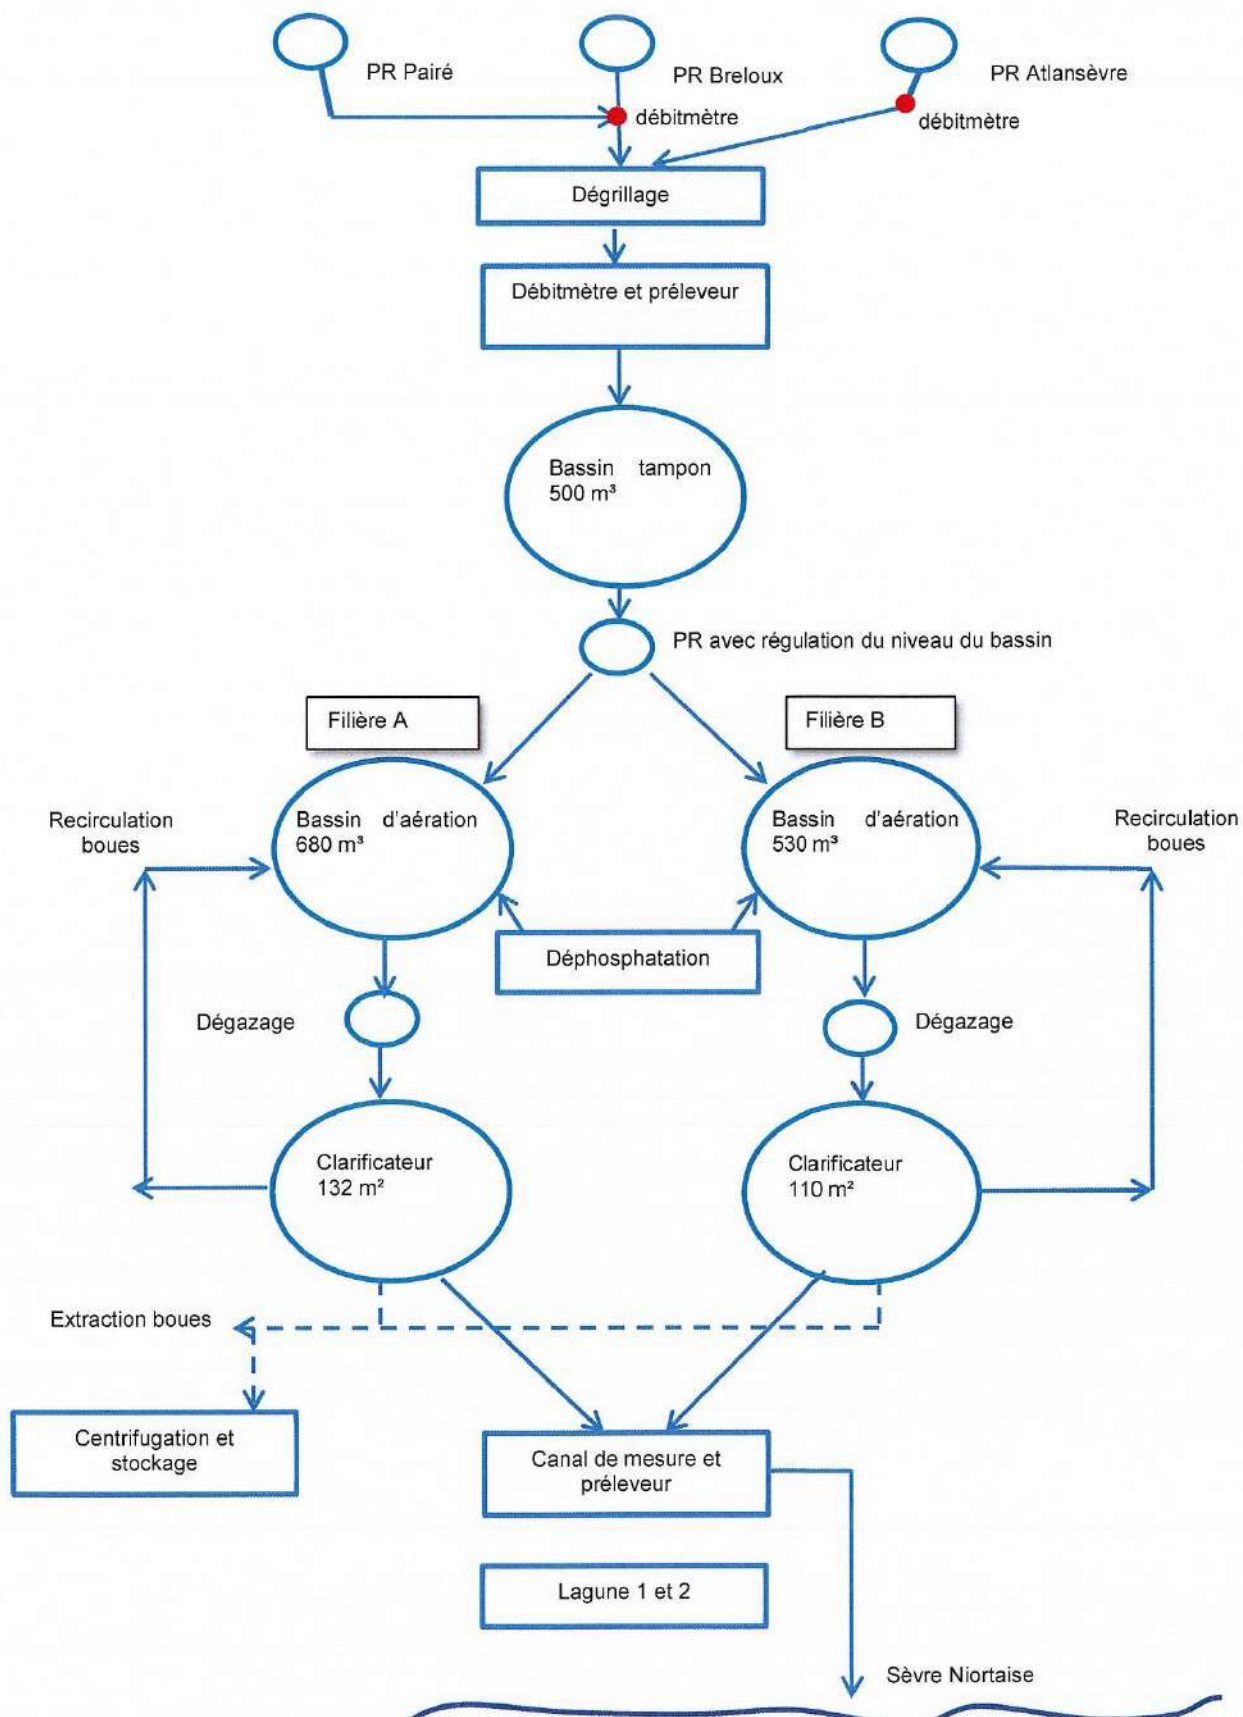 PR Pairé
PR Breloux
PR Atlansèvre
débitmètre
débitmètre
Dégrillage
Débitmètre et préleveur
Bassin tampon
500 m³
PR avec régulation du niveau du bassin
Filière A
Filière B
Recirculation
boues
Bassin d'aération
680 m³
Bassin d'aération
530 m³
Recirculation
boues
Déphosphatation
Dégazage
Dégazage
Clarificateur
132 m²
Clarificateur
110 m²
Extraction boues
Centrifugation et
stockage
Canal de mesure et
préleveur
Lagune 1 et 2
Sèvre Niortaise